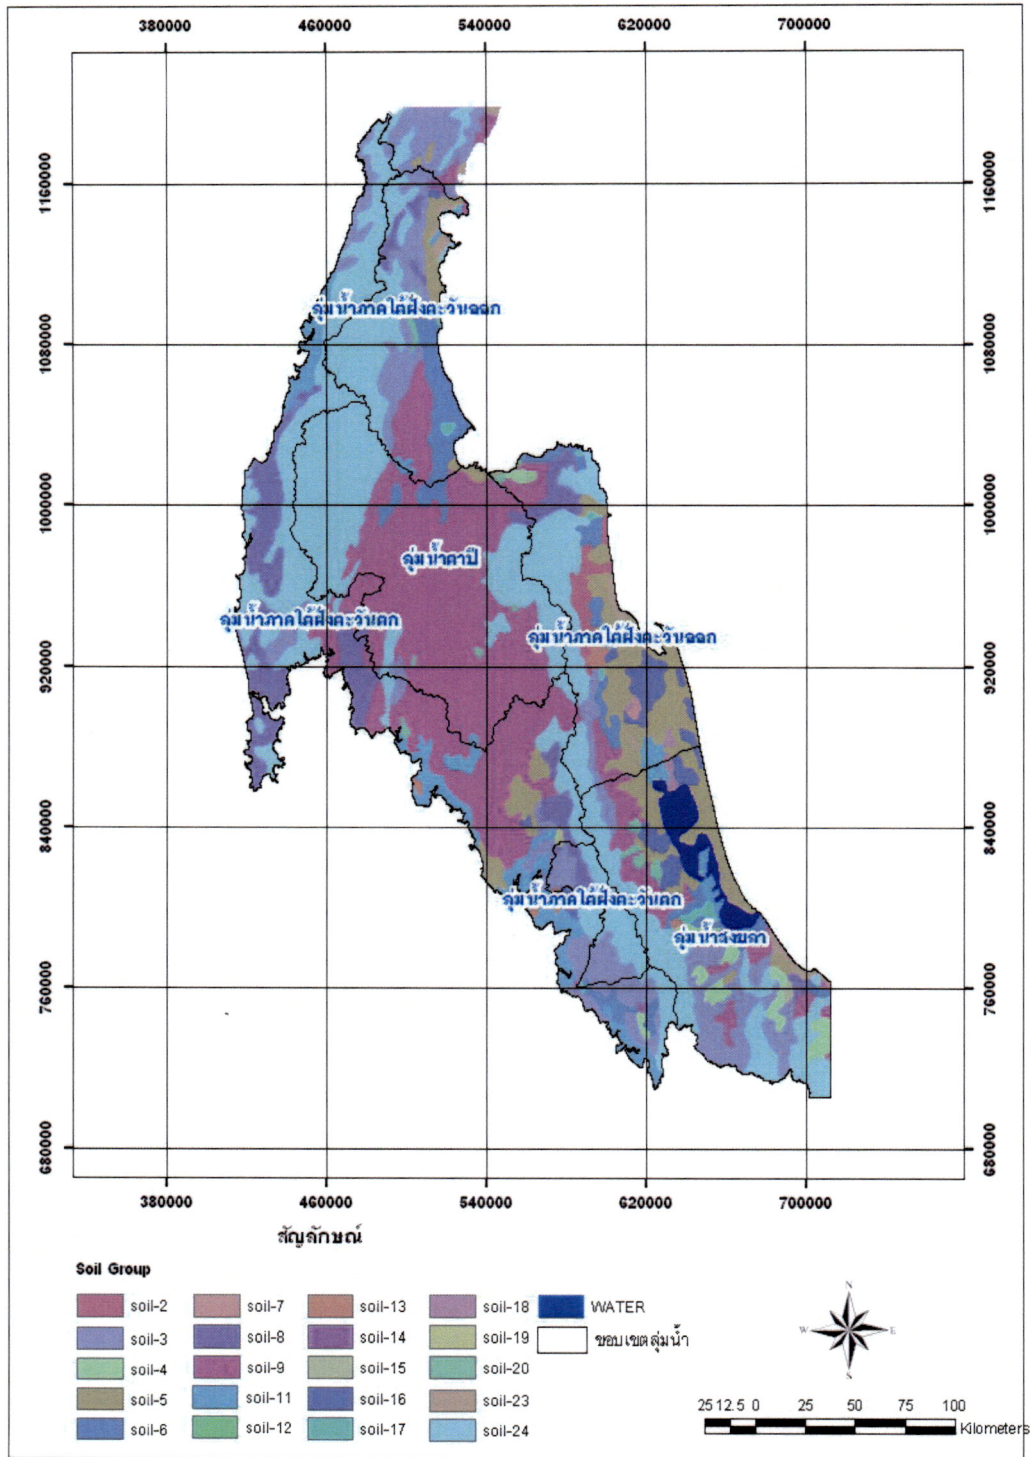 380000 460000 540000 620000 700000
1160000 1160000
ลุ่มน้ำภาคใต้ฝั่งตะวันออก
1080000 1080000
1000000 1000000
ลุ่มน้ำตาปี
ลุ่มน้ำภาคใต้ฝั่งตะวันตก
ลุ่มน้ำภาคใต้ฝั่งตะวันออก
920000 920000
840000 840000
ลุ่มน้ำภาคใต้ฝั่งตะวันตก
ลุ่มน้ำสงขลา
760000 760000
680000 680000
380000 460000 540000 620000 700000
สัญลักษณ์
Soil Group
soil-2 soil-7 soil-13 soil-18 WATER
soil-3 soil-8 soil-14 soil-19 ขอบเขตลุ่มน้ำ
soil-4 soil-9 soil-15 soil-20
soil-5 soil-11 soil-16 soil-23
soil-6 soil-12 soil-17 soil-24
N
W E
S
25 12.5 0 25 50 75 100
Kilometers